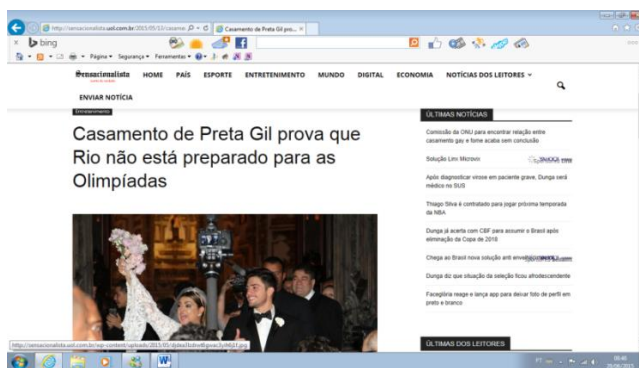 http://sensacionalista.uol.com.br/2015/05/13/casamer
Casamento de Preta Gil pro...
bing
Página Segurança Ferramentas
Sensacionalista HOME PAÍS ESPORTE ENTRETENIMENTO MUNDO DIGITAL ECONOMIA NOTÍCIAS DOS LEITORES
ENVIAR NOTÍCIA
Entretenimento
Casamento de Preta Gil prova que
Rio não está preparado para as
Olimpíadas
ÚLTIMAS NOTÍCIAS
Comissão da ONU para encontrar relação entre
casamento gay e fome acaba sem conclusão
Solução Linv Microvix
Após diagnosticar virose em paciente grave, Dunga será
médico no SUS
Thiago Silva é contratado para jogar próxima temporada
da NBA
Dunga já acerta com CBF para assumir o Brasil após
eliminação da Copa de 2018
Chega ao Brasil nova solução anti
Dunga diz que situação da seleção ficou afrodescendente
Faceglória reage e lança app para deixar foto de perfil em
preto e branco
ÚLTIMAS DOS LEITORES
PT